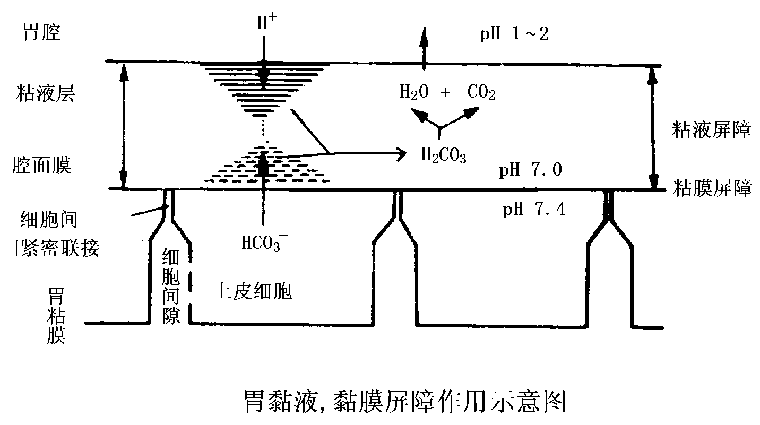 胃腔
H⁺
pH 1~2
粘液层
H₂O + CO₂
粘液屏障
腔面膜
H₂CO₃
pH 7.0
粘膜屏障
pH 7.4
细胞间
紧密联接
HCO₃⁻
细胞间隙
上皮细胞
胃粘膜
胃黏液,黏膜屏障作用示意图